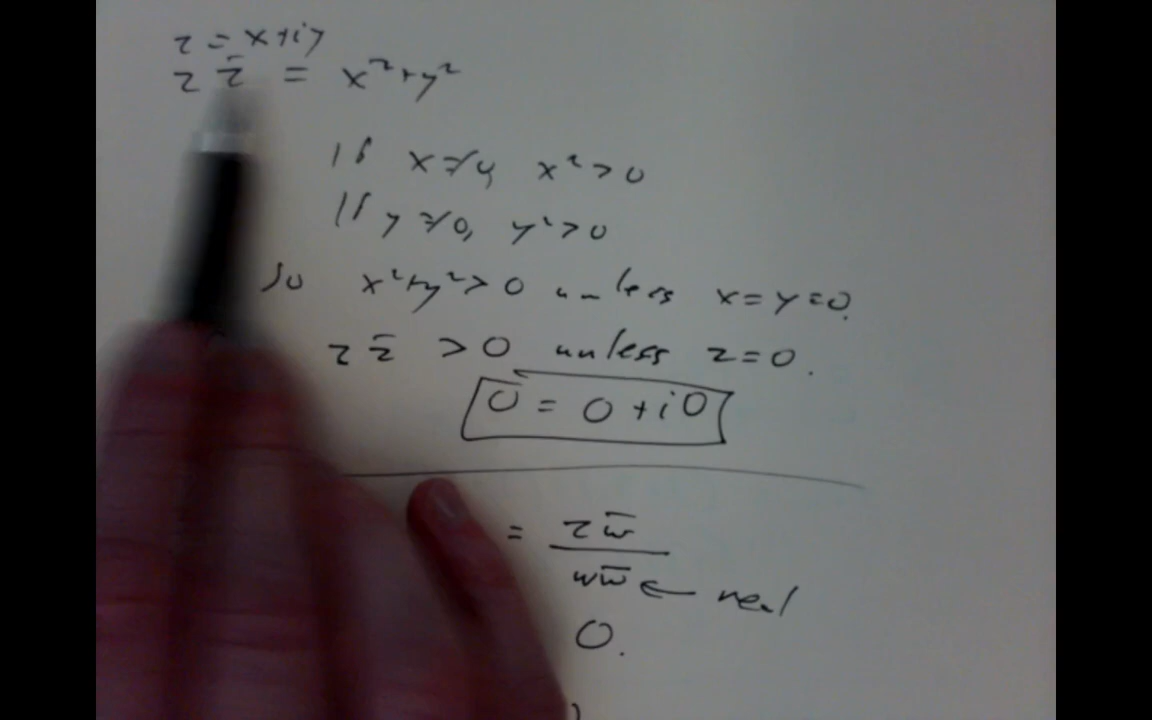 z = x+iy
z z̄ = x²+y²
If x≠0, x²>0
If y≠0, y²>0
So x²+y²>0 unless x=y=0.
z z̄ >0 unless z=0.
0 = 0 + i0
= z w̄ / w w̄ ← real
0.